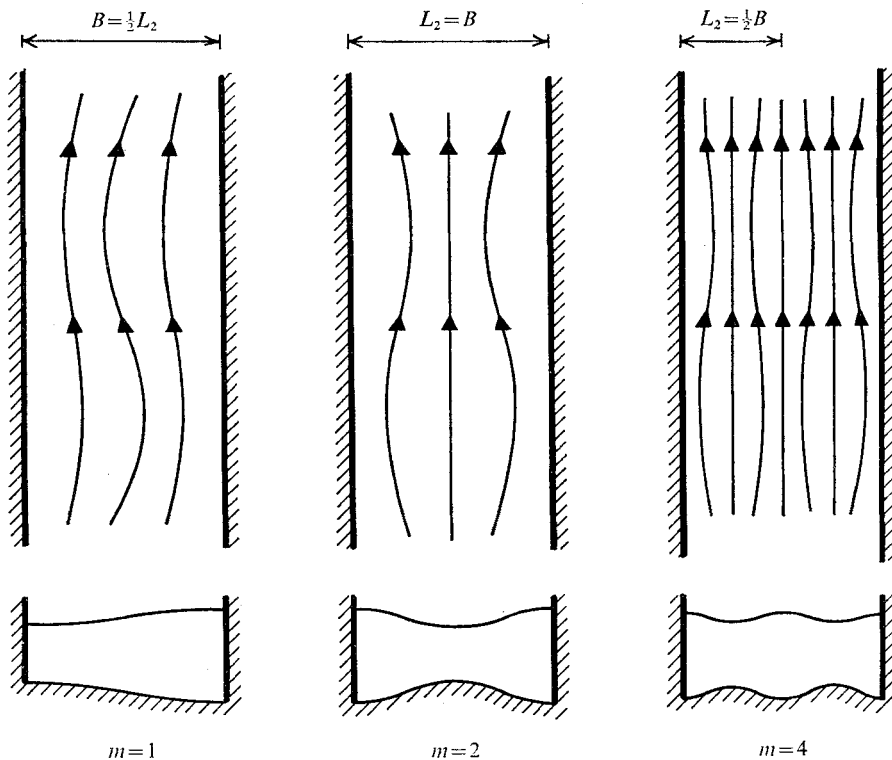 B = ½L₂
L₂ = B
L₂ = ½B
m = 1
m = 2
m = 4